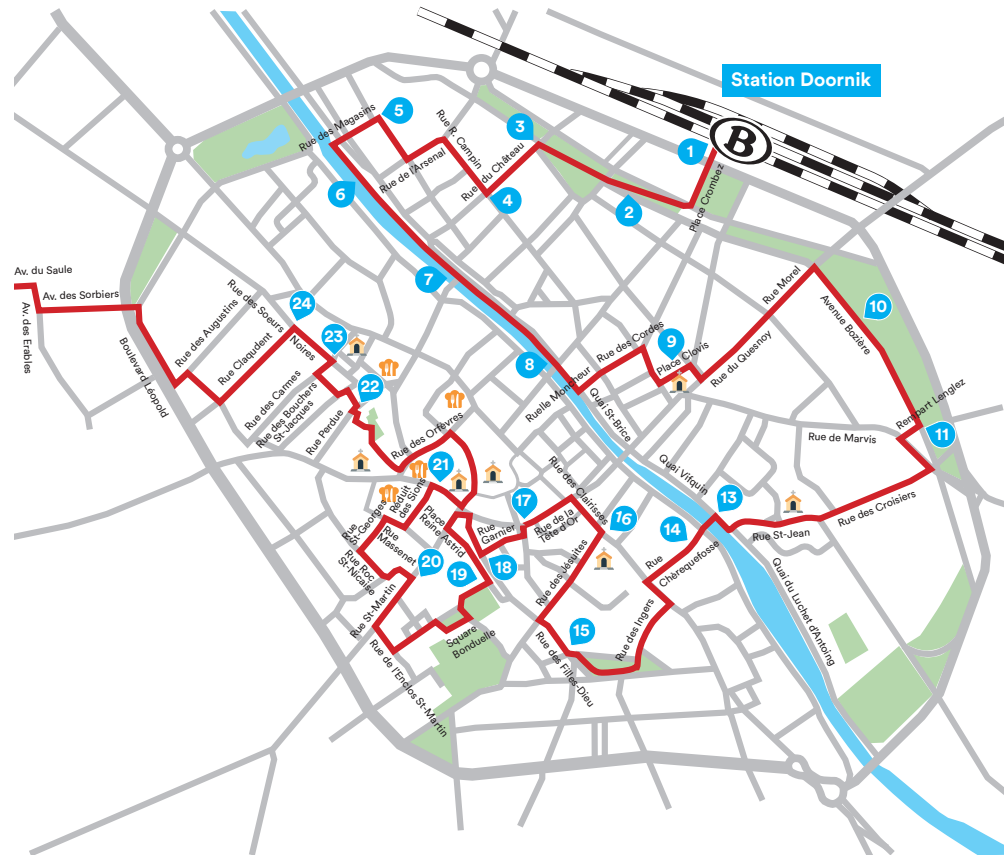 Station Doornik
B
1
2
3
4
5
6
7
8
9
10
11
13
14
15
16
17
18
19
20
21
22
23
24
Rue des Magasins
Rue de l'Arsenal
Rue R. Campin
Rue du Château
Place Crombez
Av. du Saule
Av. des Sorbiers
Av. des Erables
Boulevard Léopold
Rue des Augustins
Rue des Soeurs
Noires
Rue Claqudent
Rue des Carmes
Rue des Bouchers
St-Jacques
Rue Perdue
Rue des Orfèvres
Ruelle Moncheur
Rue des Cordes
Place Clovis
Rue du Quesnoy
Rue Morel
Avenue Bozière
Rempart Lenglez
Rue de Marvis
Rue des Croisiers
Rue St-Jean
Quai St-Brice
Quai Vifquin
Quai du Luchet d'Antoing
Rue
Chèrequefosse
Rue des Clairisses
Rue de la
Tête d'Or
Rue
Garnier
Rue des Jésuites
Rue des Ingers
Rue des Filles-Dieu
Réduit
des Sions
Place
Reine Astrid
Rue
St-Georges
Rue
Massenet
Rue Roc
St-Nicaise
Rue St-Martin
Rue de l'Enclos St-Martin
Square
Bonduelle